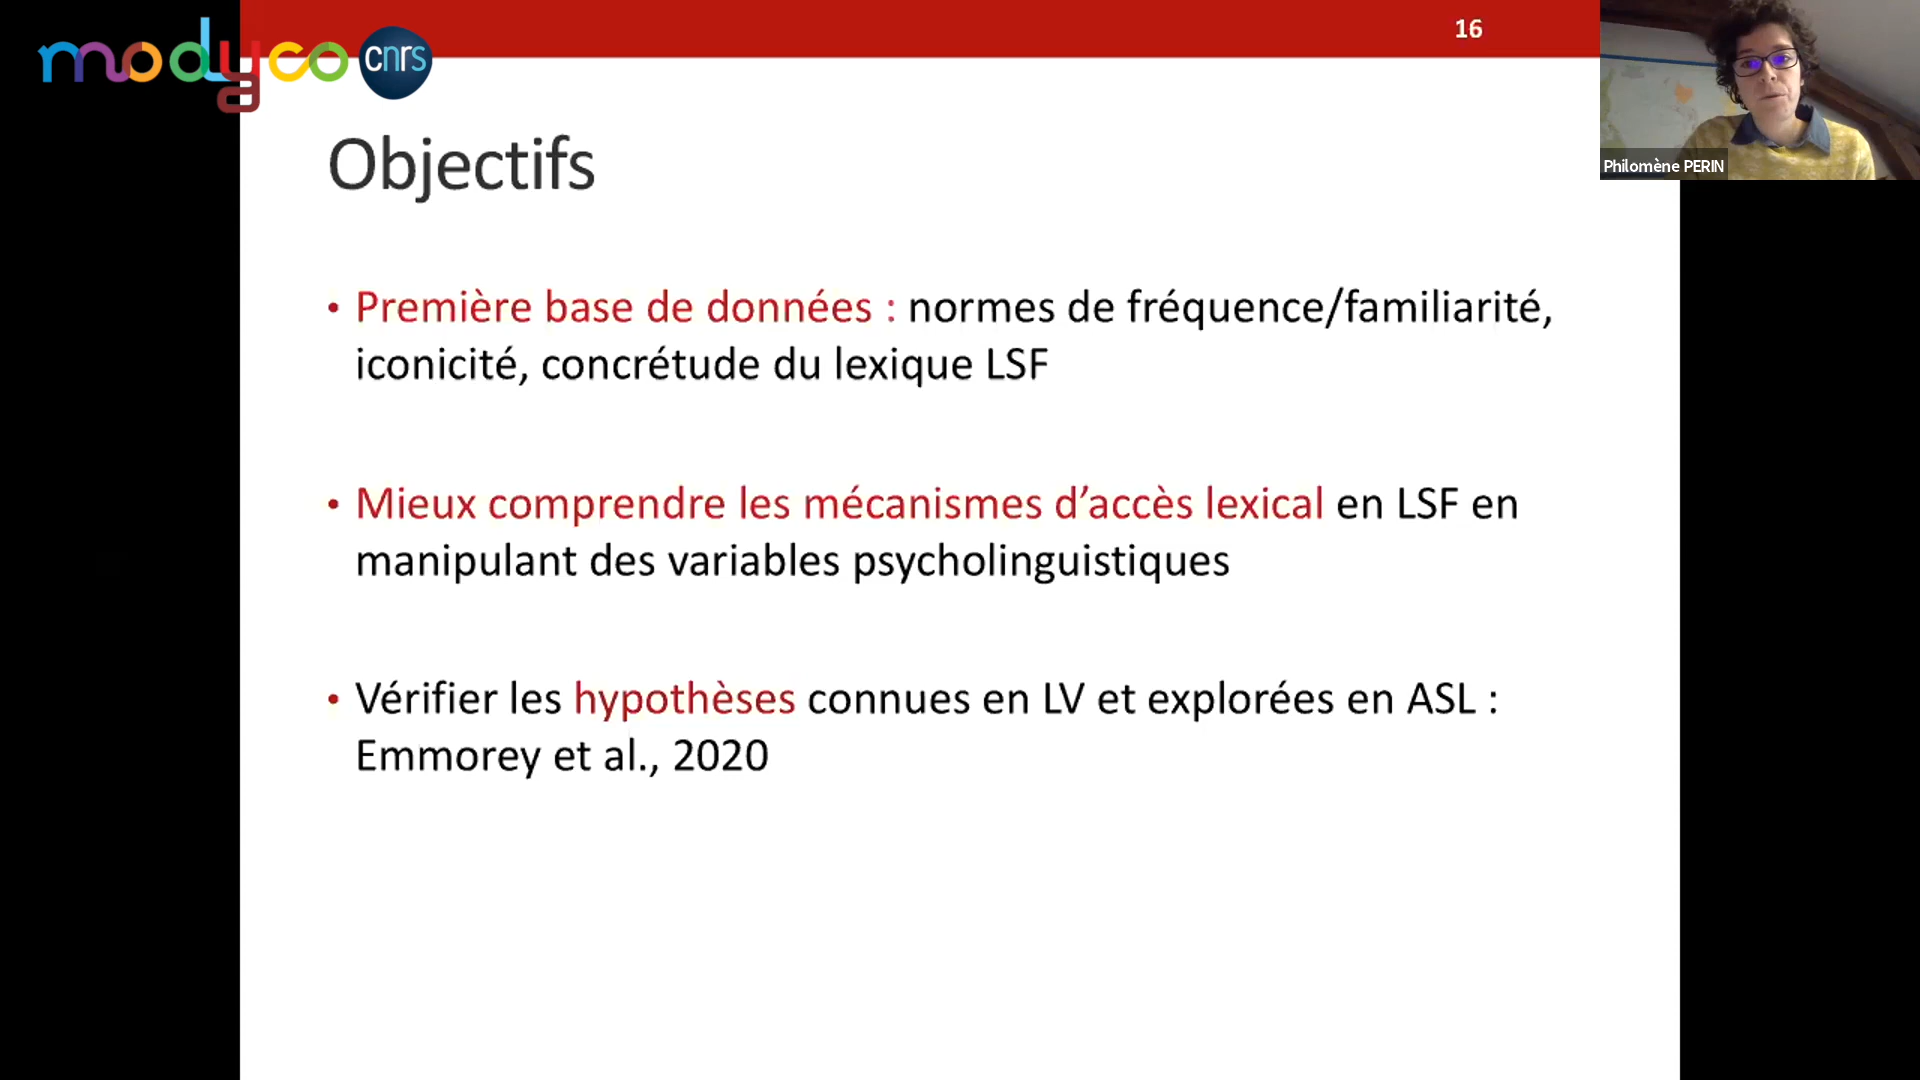 modyco cnrs
16
Philomène PERIN
Objectifs
• Première base de données : normes de fréquence/familiarité,
iconicité, concrétude du lexique LSF
• Mieux comprendre les mécanismes d’accès lexical en LSF en
manipulant des variables psycholinguistiques
• Vérifier les hypothèses connues en LV et explorées en ASL :
Emmorey et al., 2020